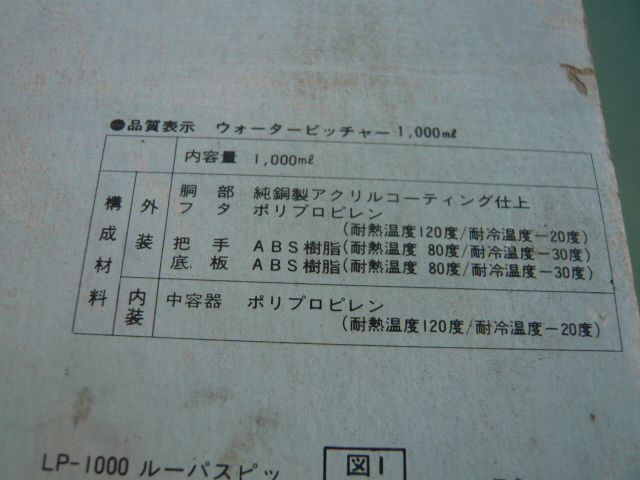 ●品質表示 ウォーターピッチャー1,000㎖
内容量 1,000㎖
構成材料
外装
胴部 純銅製アクリルコーティング仕上
フタ ポリプロピレン
(耐熱温度120度/耐冷温度−20度)
把手 ABS樹脂(耐熱温度 80度/耐冷温度−30度)
底板 ABS樹脂(耐熱温度 80度/耐冷温度−30度)
内装
中容器 ポリプロピレン
(耐熱温度120度/耐冷温度−20度)
LP-1000 ルーパスピッ
図1